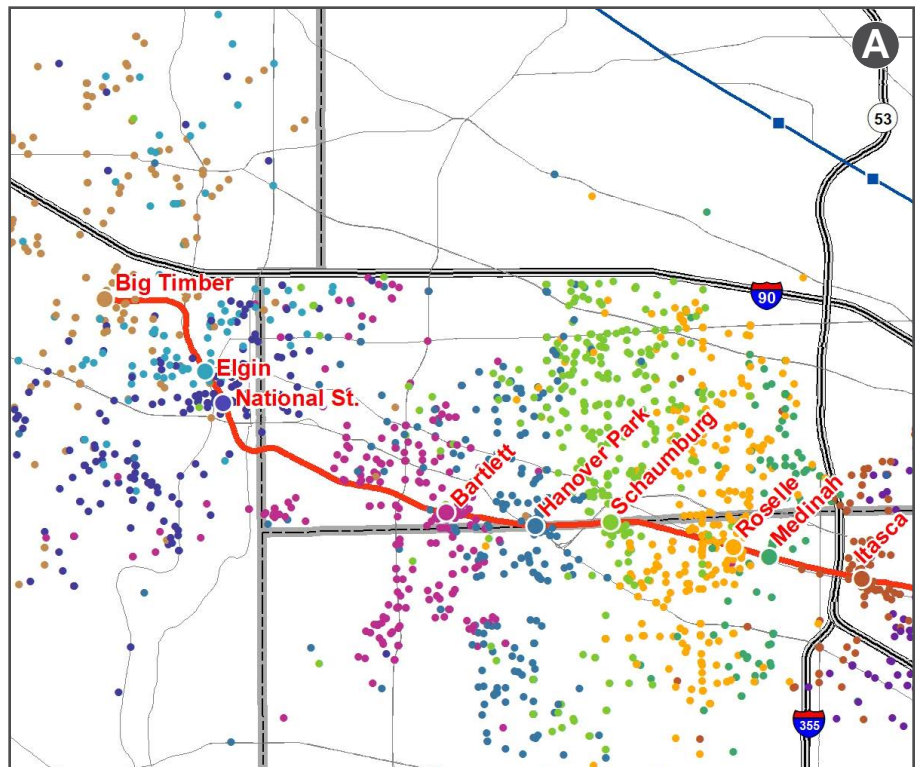 A
53
Big Timber
90
Elgin
National St.
Bartlett
Hanover Park
Schaumburg
Roselle
Medinah
Itasca
355